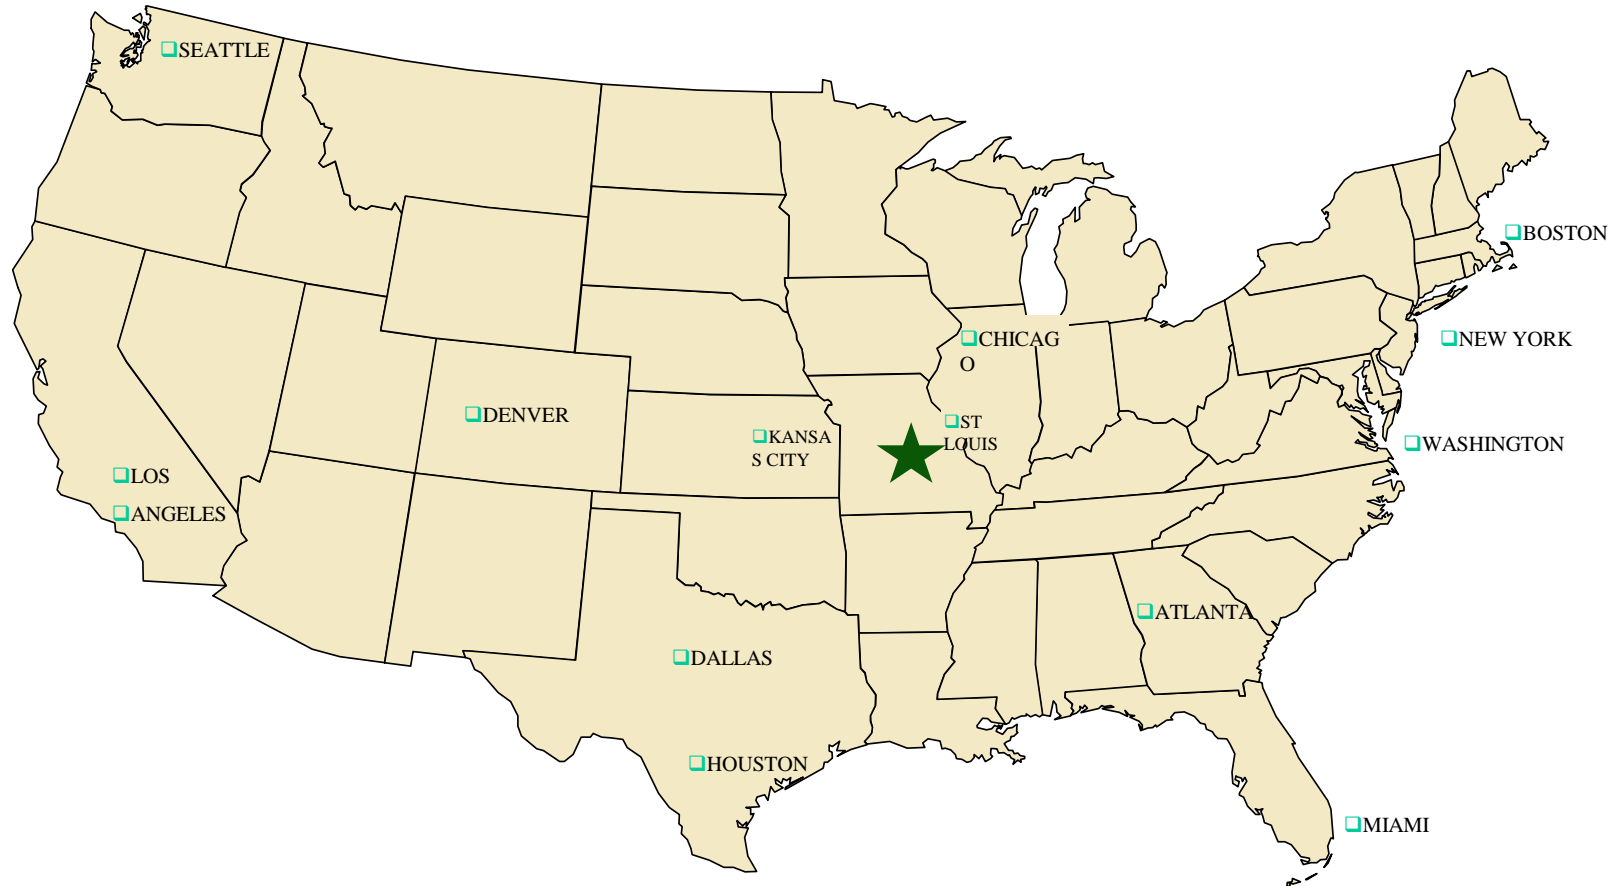 ❑SEATTLE
❑BOSTON
❑CHICAG
O
❑NEW YORK
❑DENVER
❑KANSA
S CITY
❑ST
LOUIS
❑WASHINGTON
❑LOS
❑ANGELES
❑ATLANTA
❑DALLAS
❑HOUSTON
❑MIAMI